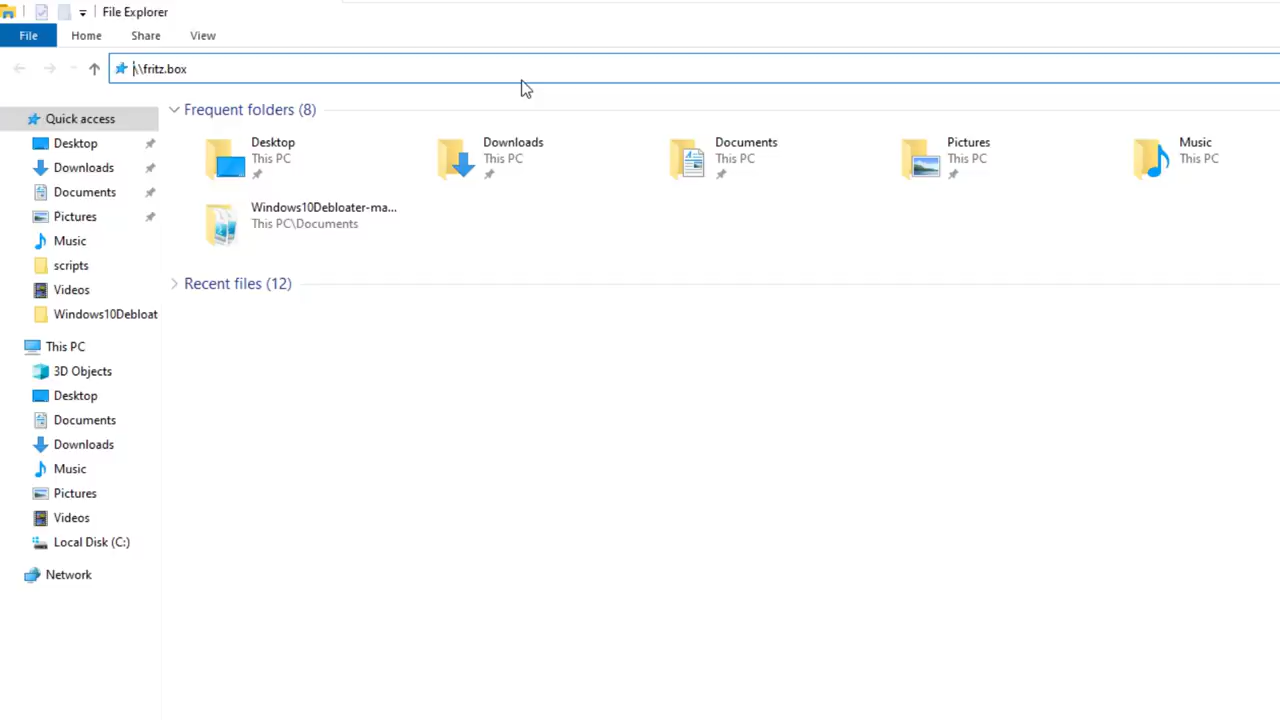 File Explorer
File Home Share View
\\fritz.box
Quick access
Desktop
Downloads
Documents
Pictures
Music
scripts
Videos
Windows10Debloat
This PC
3D Objects
Desktop
Documents
Downloads
Music
Pictures
Videos
Local Disk (C:)
Network
Frequent folders (8)
Desktop
This PC
Downloads
This PC
Documents
This PC
Pictures
This PC
Music
This PC
Windows10Debloater-ma...
This PC\Documents
Recent files (12)